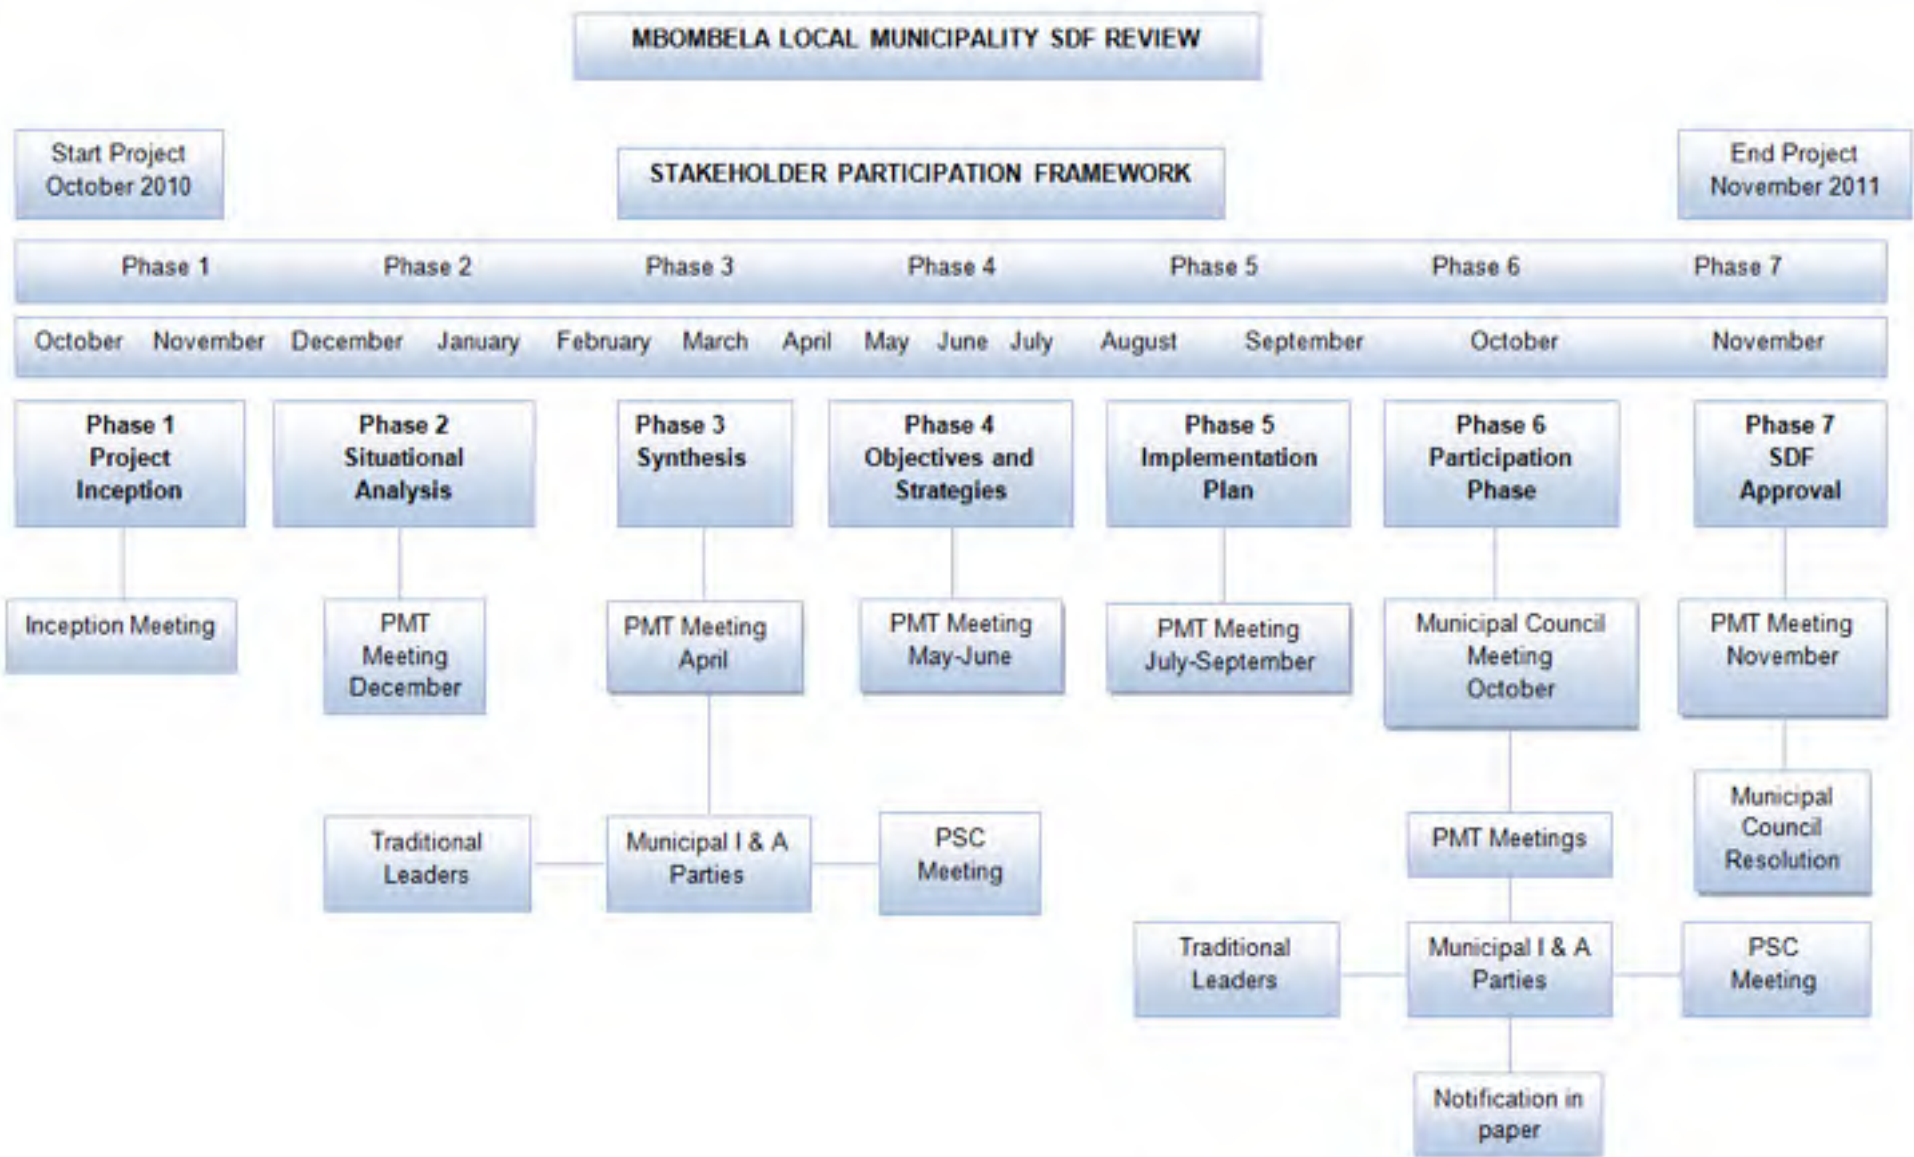 MBOMBELA LOCAL MUNICIPALITY SDF REVIEW
Start Project
October 2010
STAKEHOLDER PARTICIPATION FRAMEWORK
End Project
November 2011
Phase 1 Phase 2 Phase 3 Phase 4 Phase 5 Phase 6 Phase 7
October November December January February March April May June July August September October November
Phase 1
Project
Inception
Phase 2
Situational
Analysis
Phase 3
Synthesis
Phase 4
Objectives and
Strategies
Phase 5
Implementation
Plan
Phase 6
Participation
Phase
Phase 7
SDF
Approval
Inception Meeting
PMT
Meeting
December
PMT Meeting
April
PMT Meeting
May-June
PMT Meeting
July-September
Municipal Council
Meeting
October
PMT Meeting
November
Traditional
Leaders
Municipal I & A
Parties
PSC
Meeting
PMT Meetings
Municipal
Council
Resolution
Traditional
Leaders
Municipal I & A
Parties
PSC
Meeting
Notification in
paper